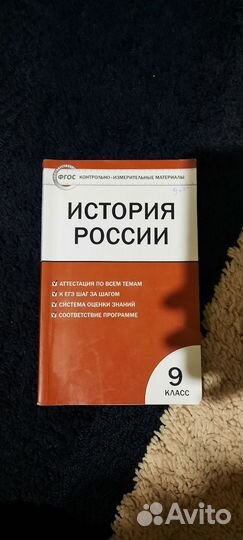 ФГОС
КОНТРОЛЬНО-ИЗМЕРИТЕЛЬНЫЕ МАТЕРИАЛЫ
ИСТОРИЯ
РОССИИ
АТТЕСТАЦИЯ ПО ВСЕМ ТЕМАМ
К ЕГЭ ШАГ ЗА ШАГОМ
СИСТЕМА ОЦЕНКИ ЗНАНИЙ
СООТВЕТСТВИЕ ПРОГРАММЕ
9
КЛАСС
Avito